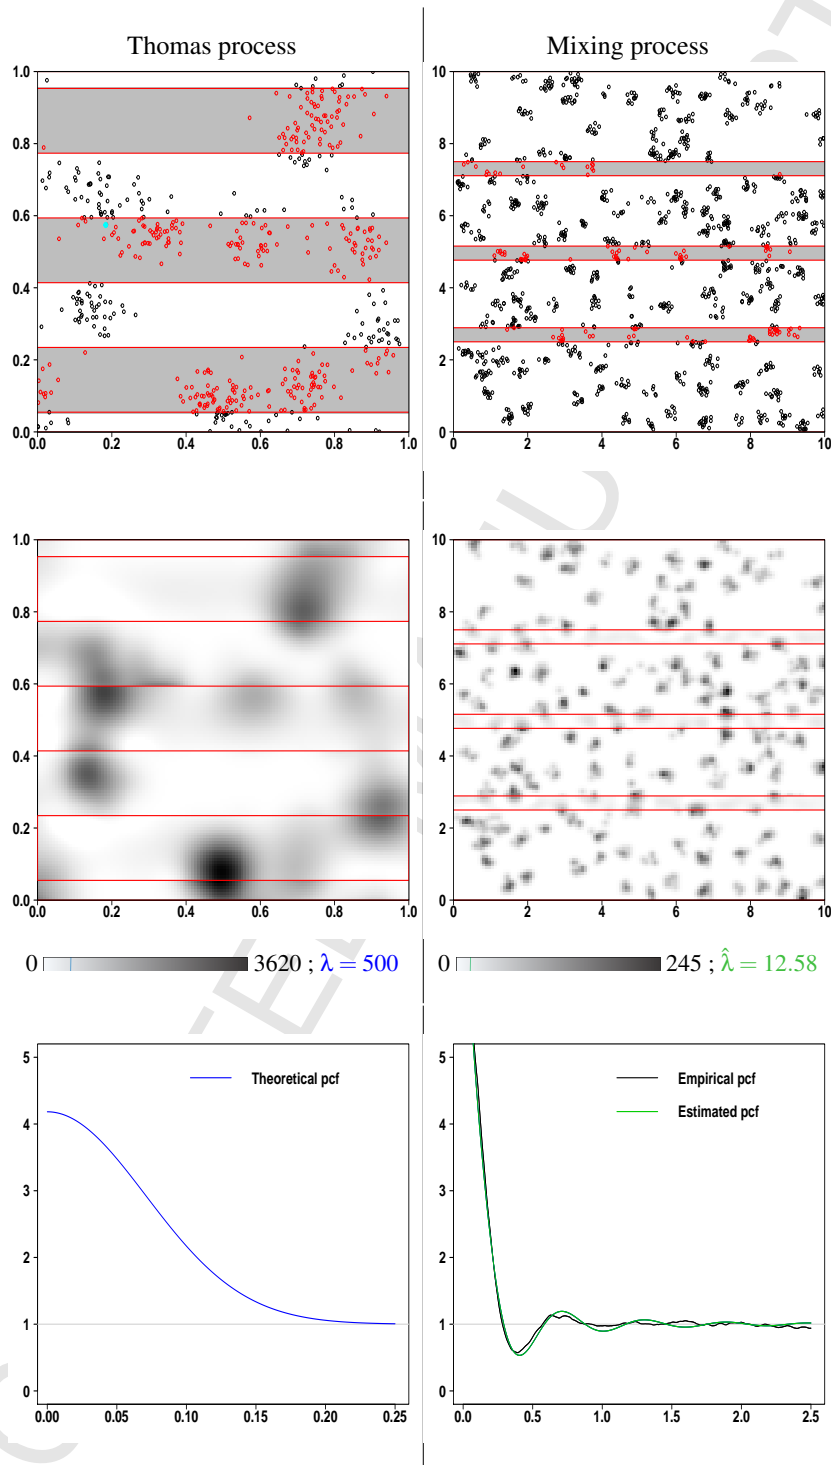 Thomas process
Mixing process
1.0
0.8
0.6
0.4
0.2
0.0
0.0 0.2 0.4 0.6 0.8 1.0
10
8
6
4
2
0
0 2 4 6 8 10
1.0
0.8
0.6
0.4
0.2
0.0
0.0 0.2 0.4 0.6 0.8 1.0
10
8
6
4
2
0
0 2 4 6 8 10
0 3620 ; λ = 500
0 245 ; λ̂ = 12.58
5
4
3
2
1
0
Theoretical pcf
0.00 0.05 0.10 0.15 0.20 0.25
5
4
3
2
1
0
Empirical pcf
Estimated pcf
0.0 0.5 1.0 1.5 2.0 2.5